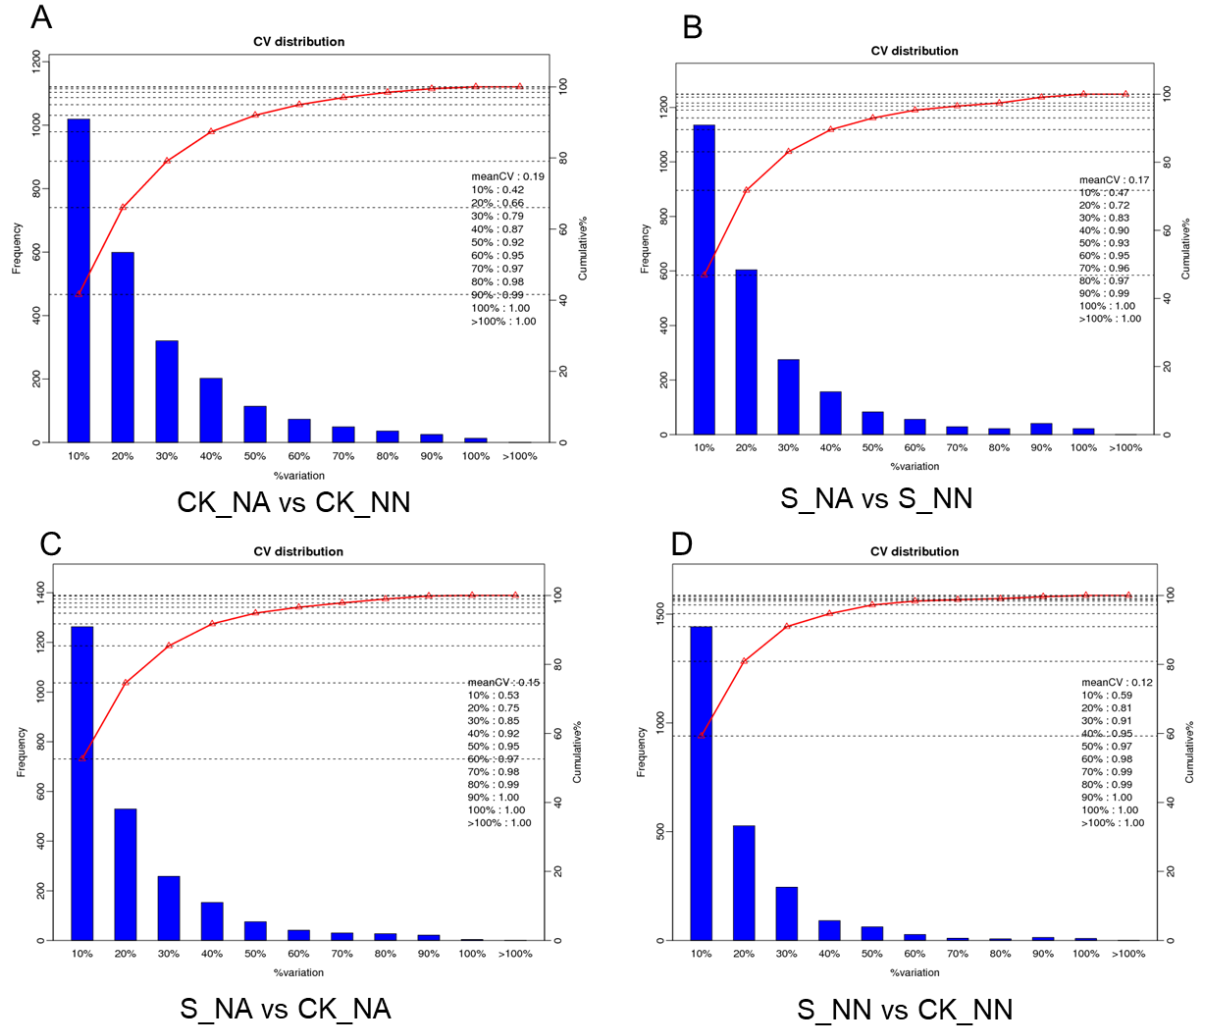 A
CV distribution
1200
1000
800
600
400
200
0
Frequency
100
80
60
40
20
0
Cumulative%
meanCV : 0.19
10% : 0.42
20% : 0.66
30% : 0.79
40% : 0.87
50% : 0.92
60% : 0.95
70% : 0.97
80% : 0.98
90% : 0.99
100% : 1.00
>100% : 1.00
10% 20% 30% 40% 50% 60% 70% 80% 90% 100% >100%
%variation
CK_NA vs CK_NN
B
CV distribution
1200
1000
800
600
400
200
0
Frequency
100
80
60
40
20
0
Cumulative%
meanCV : 0.17
10% : 0.47
20% : 0.72
30% : 0.83
40% : 0.90
50% : 0.93
60% : 0.95
70% : 0.96
80% : 0.97
90% : 0.99
100% : 1.00
>100% : 1.00
10% 20% 30% 40% 50% 60% 70% 80% 90% 100% >100%
%variation
S_NA vs S_NN
C
CV distribution
1400
1200
1000
800
600
400
200
0
Frequency
100
80
60
40
20
0
Cumulative%
meanCV : 0.15
10% : 0.53
20% : 0.75
30% : 0.85
40% : 0.92
50% : 0.95
60% : 0.97
70% : 0.98
80% : 0.99
90% : 1.00
100% : 1.00
>100% : 1.00
10% 20% 30% 40% 50% 60% 70% 80% 90% 100% >100%
%variation
S_NA vs CK_NA
D
CV distribution
1500
1000
500
0
Frequency
100
80
60
40
20
0
Cumulative%
meanCV : 0.12
10% : 0.59
20% : 0.81
30% : 0.91
40% : 0.95
50% : 0.97
60% : 0.98
70% : 0.99
80% : 0.99
90% : 1.00
100% : 1.00
>100% : 1.00
10% 20% 30% 40% 50% 60% 70% 80% 90% 100% >100%
%variation
S_NN vs CK_NN